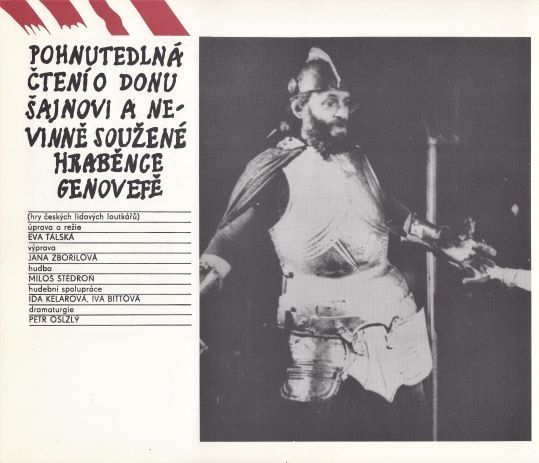 POHNUTEDLNÁ
ČTENÍ O DONU
ŠAJNOVI A NE-
VINNĚ SOUŽENÉ
HRABĚNCE
GENOVEFĚ
(hry českých lidových loutkářů)
úprava a režie
EVA TÁLSKÁ
výprava
JANA ZBOŘILOVÁ
hudba
MILOŠ ŠTĚDROŇ
hudební spolupráce
IDA KELAROVÁ, IVA BITTOVÁ
dramaturgie
PETR OSLZLÝ